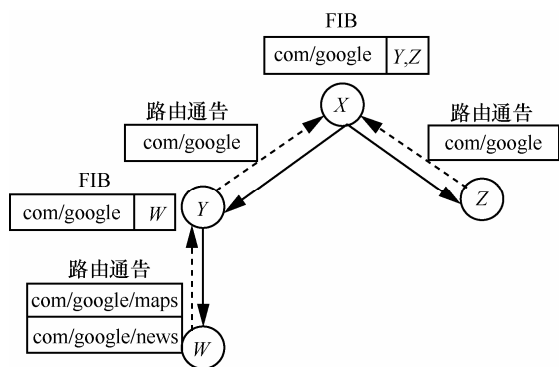 FIB
com/google Y,Z
X
路由通告
com/google
路由通告
com/google
FIB
com/google W
Y
Z
路由通告
com/google/maps
com/google/news
W